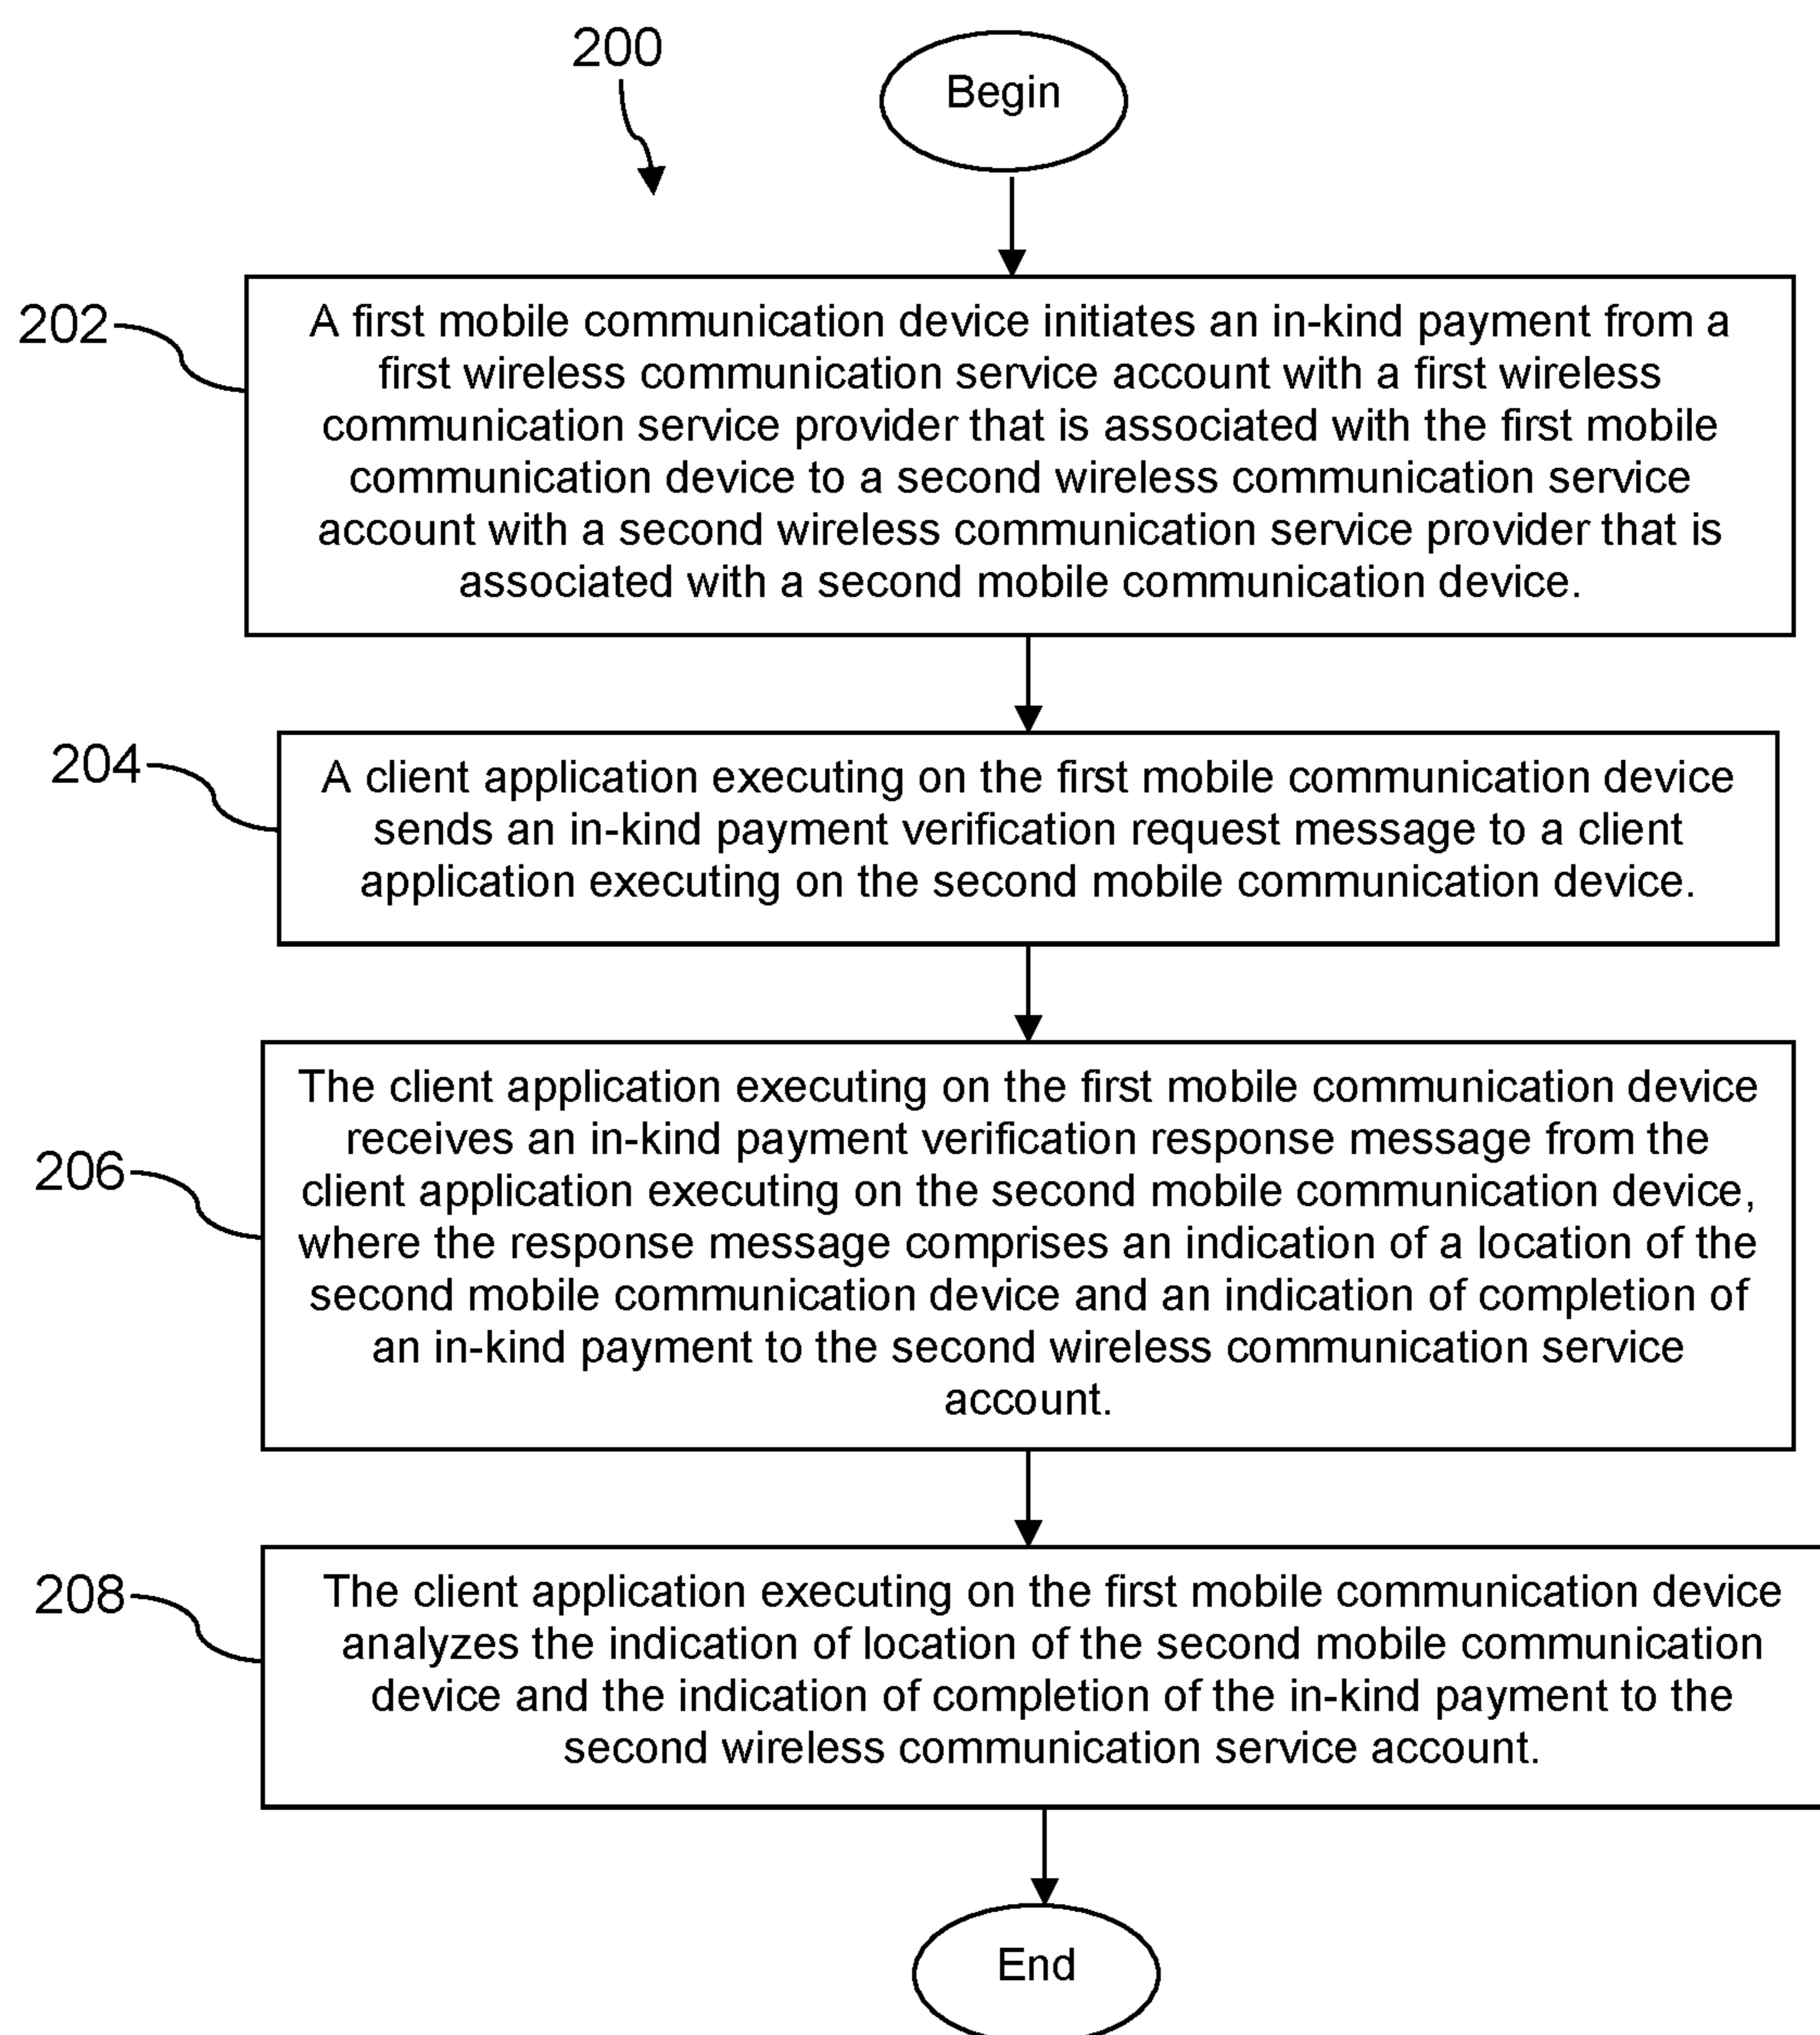 200
Begin
202
A first mobile communication device initiates an in-kind payment from a
first wireless communication service account with a first wireless
communication service provider that is associated with the first mobile
communication device to a second wireless communication service
account with a second wireless communication service provider that is
associated with a second mobile communication device.
204
A client application executing on the first mobile communication device
sends an in-kind payment verification request message to a client
application executing on the second mobile communication device.
206
The client application executing on the first mobile communication device
receives an in-kind payment verification response message from the
client application executing on the second mobile communication device,
where the response message comprises an indication of a location of the
second mobile communication device and an indication of completion of
an in-kind payment to the second wireless communication service
account.
208
The client application executing on the first mobile communication device
analyzes the indication of location of the second mobile communication
device and the indication of completion of the in-kind payment to the
second wireless communication service account.
End